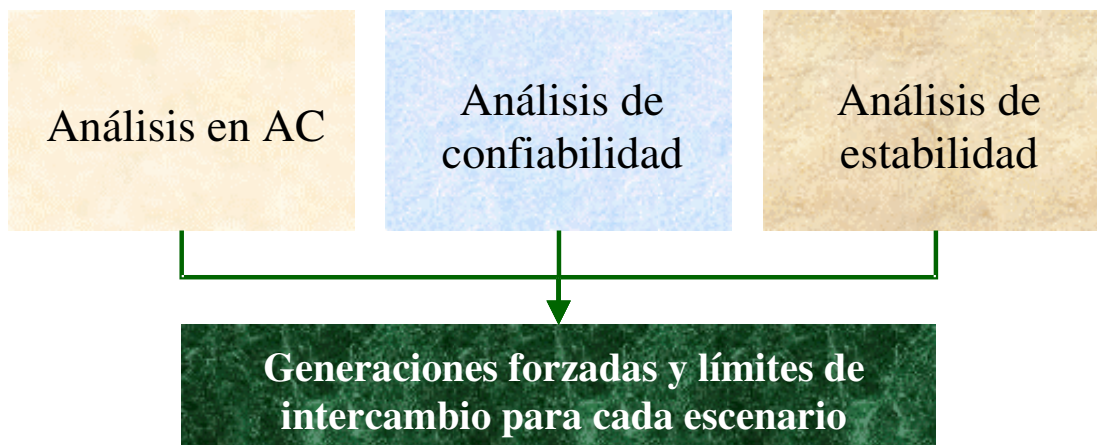 Análisis en AC
Análisis de
confiabilidad
Análisis de
estabilidad
Generaciones forzadas y límites de
intercambio para cada escenario